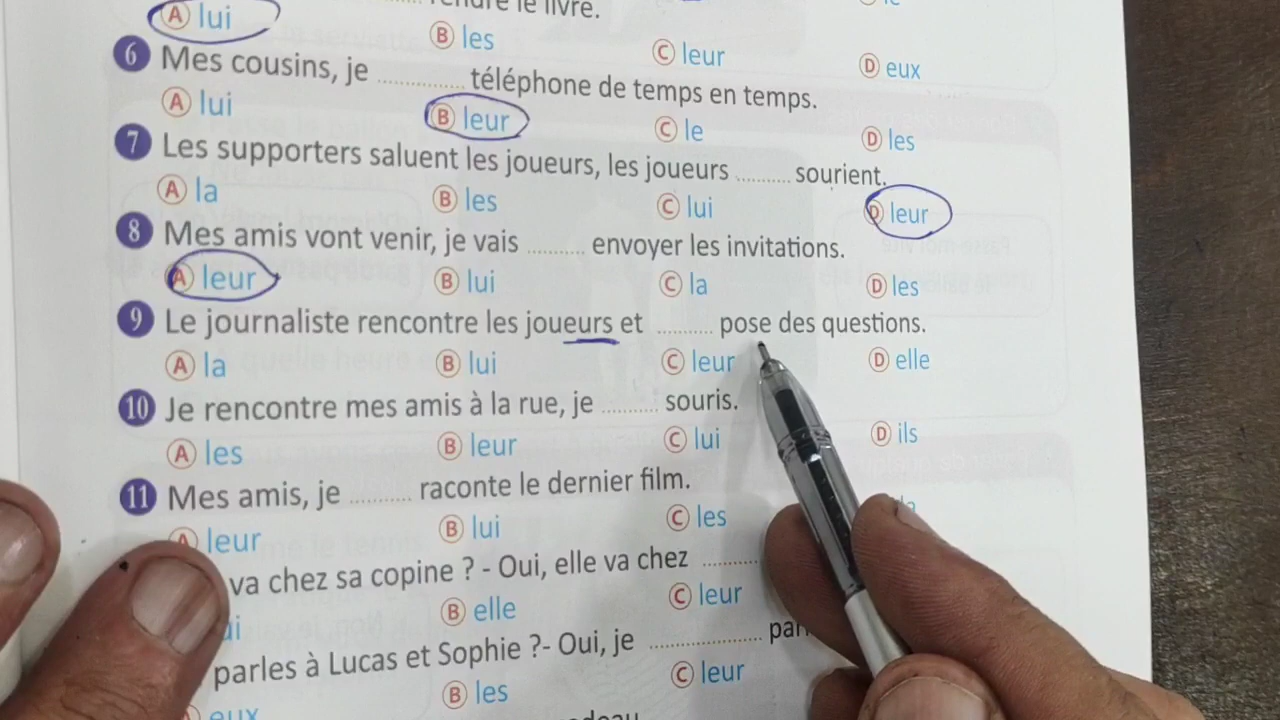 le livre.
A lui
B les
C leur
D eux
6 Mes cousins, je .............. téléphone de temps en temps.
A lui
B leur
C le
D les
7 Les supporters saluent les joueurs, les joueurs ......... sourient.
A la
B les
C lui
D leur
8 Mes amis vont venir, je vais .......... envoyer les invitations.
A leur
B lui
C la
D les
9 Le journaliste rencontre les joueurs et .......... pose des questions.
A la
B lui
C leur
D elle
10 Je rencontre mes amis à la rue, je .......... souris.
A les
B leur
C lui
D ils
11 Mes amis, je ........... raconte le dernier film.
A leur
B lui
C les
va chez sa copine ? - Oui, elle va chez ..........
B elle
C leur
parles à Lucas et Sophie ?- Oui, je ....................
B les
C leur
eux